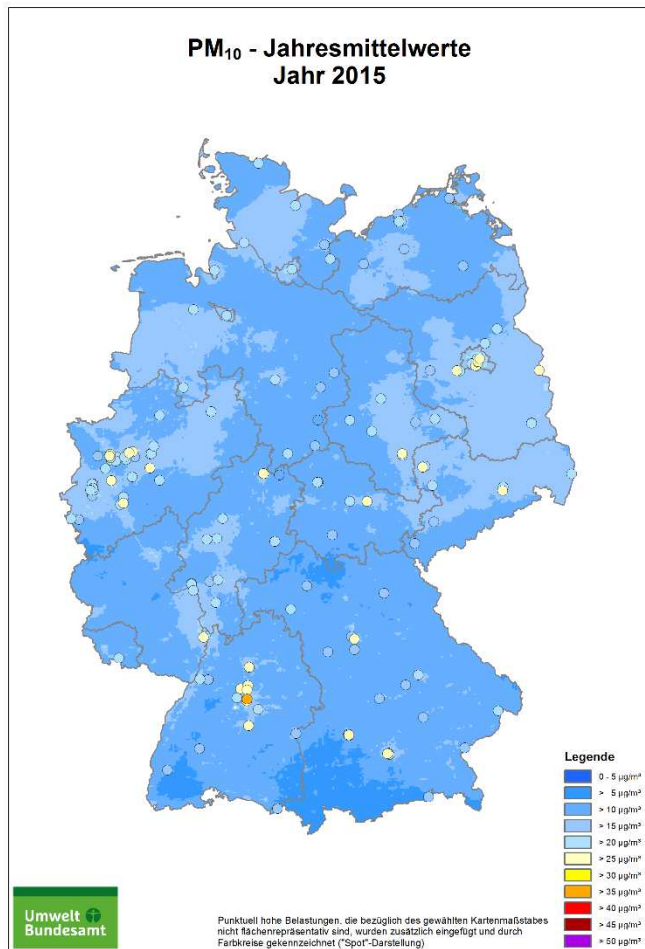 PM₁₀ - Jahresmittelwerte
Jahr 2015
Legende
0 - 5 µg/m³
> 5 µg/m³
> 10 µg/m³
> 15 µg/m³
> 20 µg/m³
> 25 µg/m³
> 30 µg/m³
> 35 µg/m³
> 40 µg/m³
> 45 µg/m³
> 50 µg/m³
Umwelt
Bundesamt
Punktuell hohe Belastungen, die bezüglich des gewählten Kartenmaßstabes
nicht flächenrepräsentativ sind, wurden zusätzlich eingefügt und durch
Farbkreise gekennzeichnet ("Spot"-Darstellung)